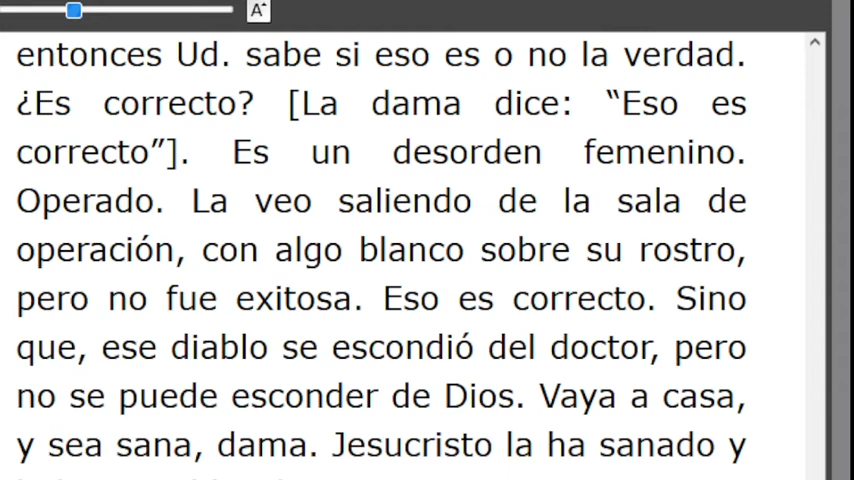 A
entonces Ud. sabe si eso es o no la verdad.
¿Es correcto? [La dama dice: “Eso es
correcto”]. Es un desorden femenino.
Operado. La veo saliendo de la sala de
operación, con algo blanco sobre su rostro,
pero no fue exitosa. Eso es correcto. Sino
que, ese diablo se escondió del doctor, pero
no se puede esconder de Dios. Vaya a casa,
y sea sana, dama. Jesucristo la ha sanado y